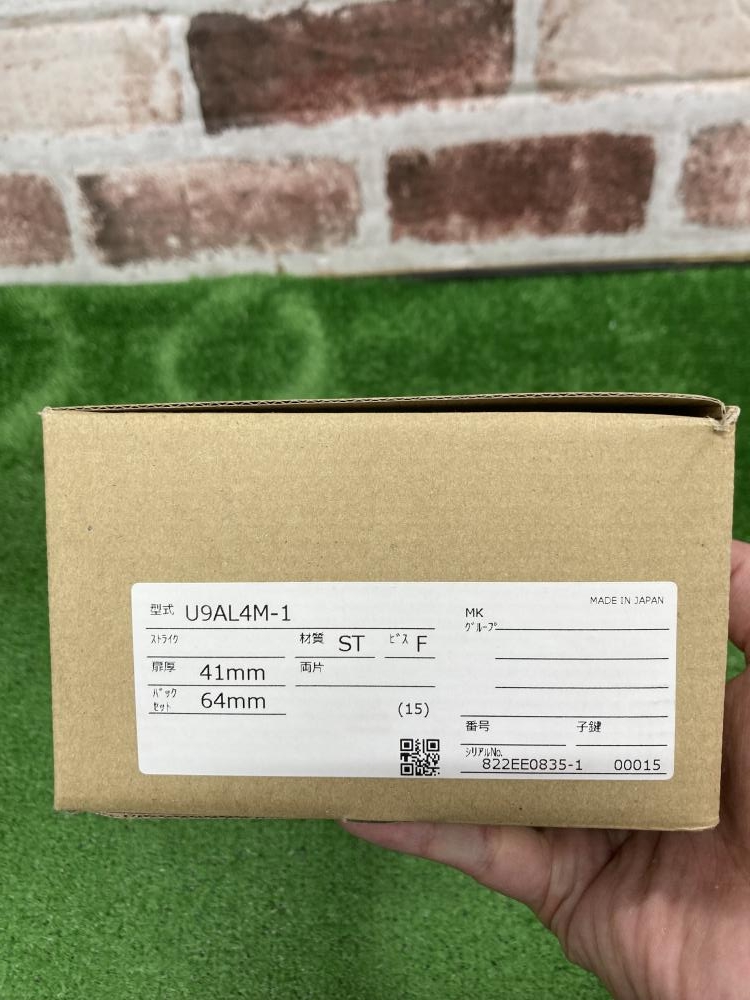 型式 U9AL4M-1
ストライク 材質 ST ビス F
扉厚 41mm 両片
バックセット 64mm
(15)
MADE IN JAPAN
MK
グループ
番号 子鍵
シリアルNo.
822EE0835-1 00015